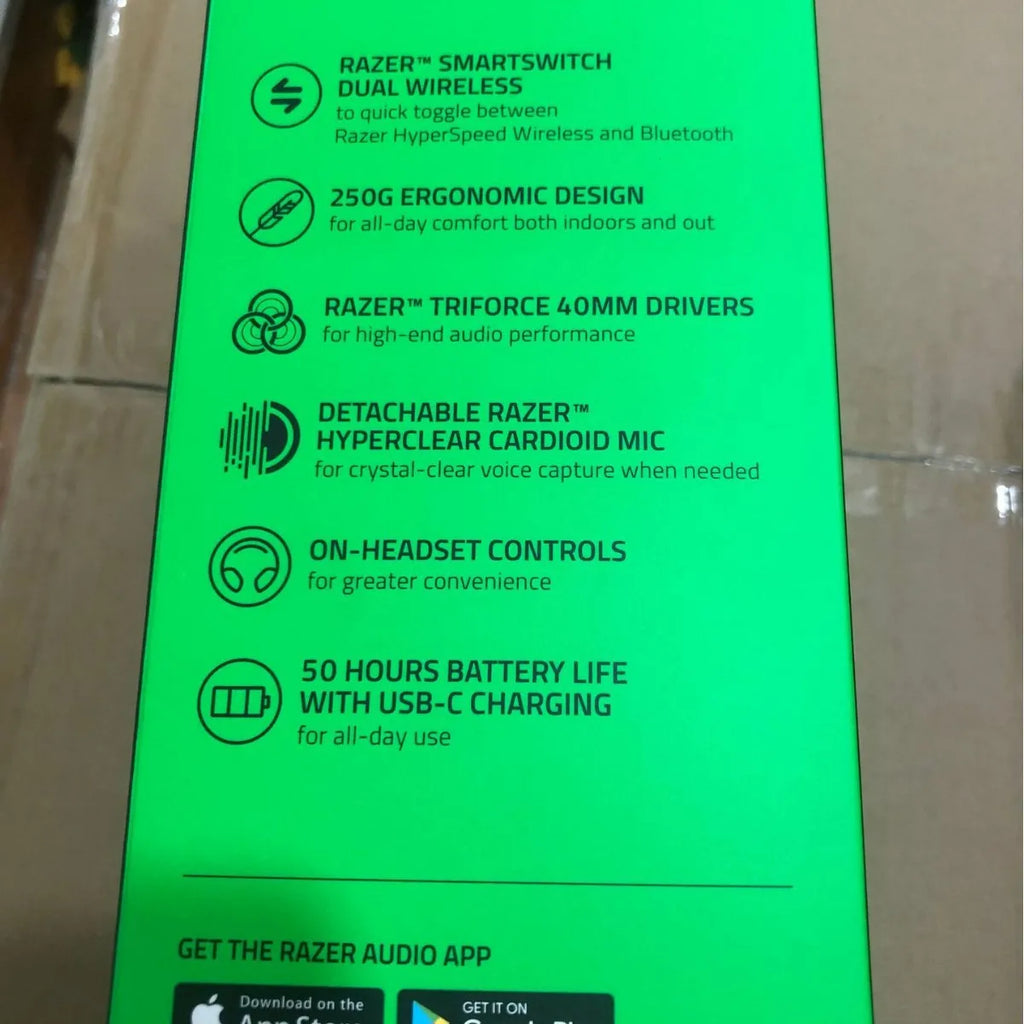 RAZER™ SMARTSWITCH
DUAL WIRELESS
to quick toggle between
Razer HyperSpeed Wireless and Bluetooth
250G ERGONOMIC DESIGN
for all-day comfort both indoors and out
RAZER™ TRIFORCE 40MM DRIVERS
for high-end audio performance
DETACHABLE RAZER™
HYPERCLEAR CARDIOID MIC
for crystal-clear voice capture when needed
ON-HEADSET CONTROLS
for greater convenience
50 HOURS BATTERY LIFE
WITH USB-C CHARGING
for all-day use
GET THE RAZER AUDIO APP
Download on the
GET IT ON